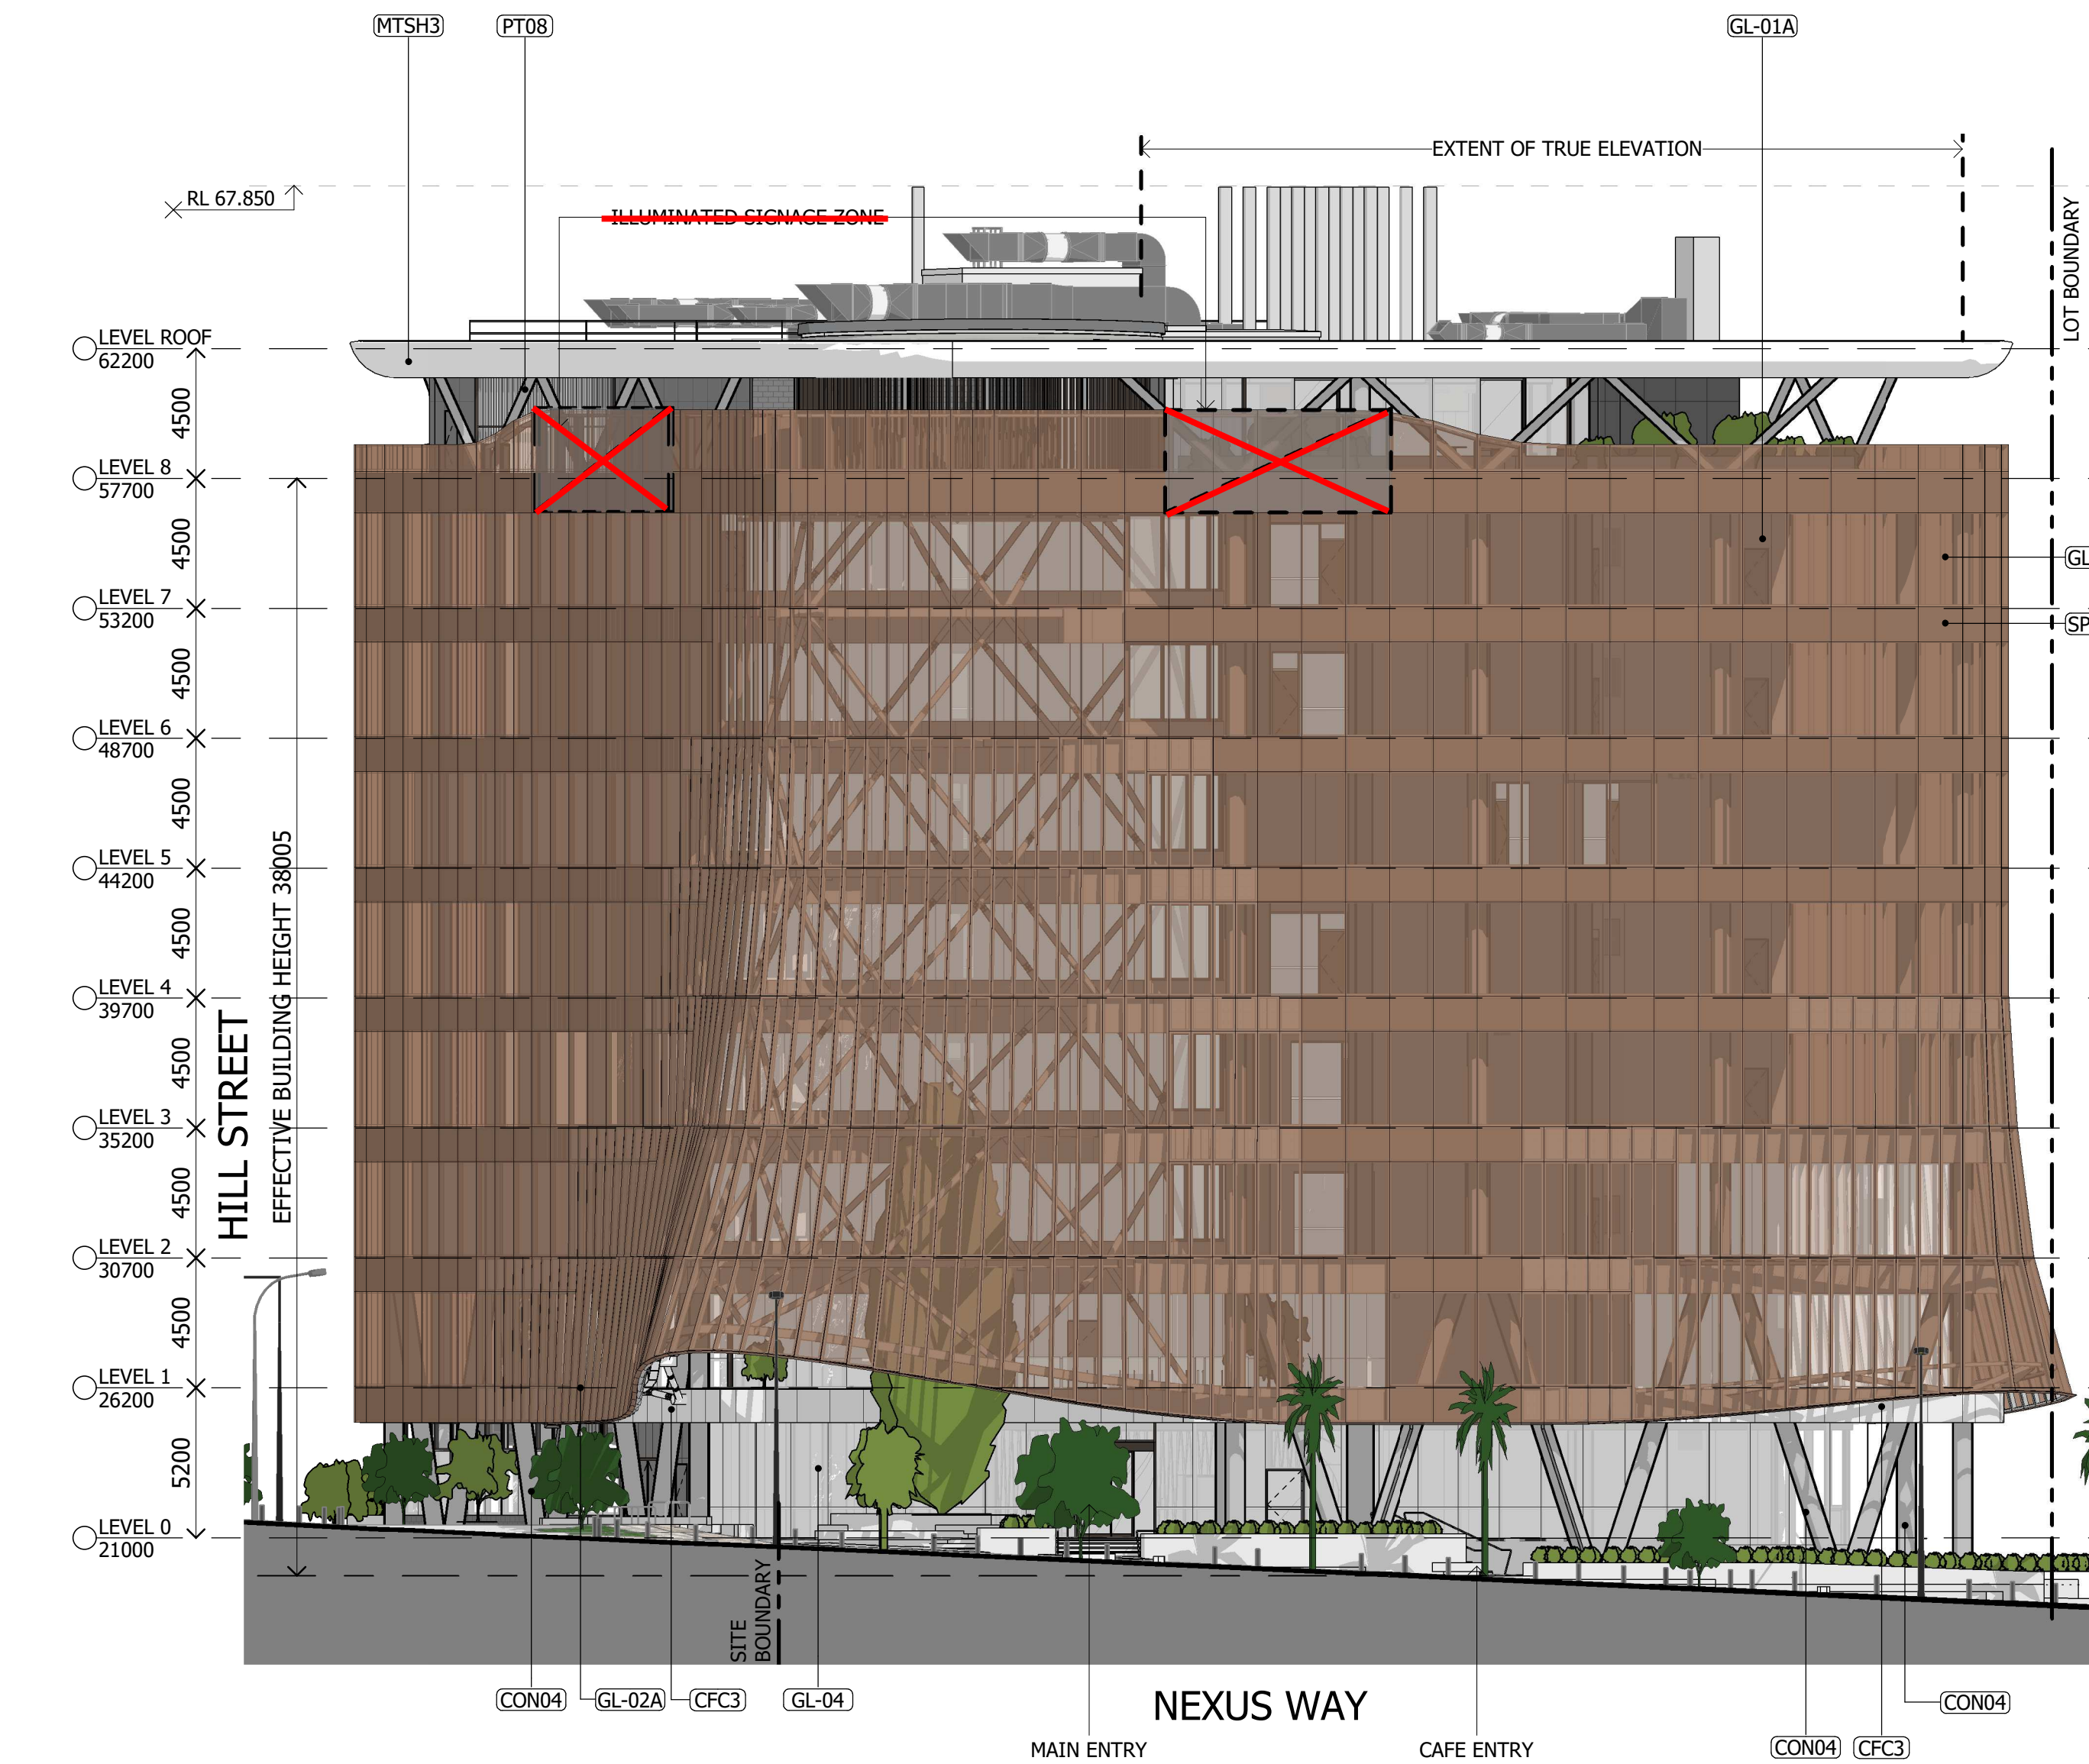 MTSH3
PT08
GL-01A
EXTENT OF TRUE ELEVATION
RL 67.850
ILLUMINATED SIGNAGE ZONE
LOT BOUNDARY
LEVEL ROOF
62200
4500
LEVEL 8
57700
4500
GL
LEVEL 7
53200
SP
4500
LEVEL 6
48700
4500
LEVEL 5
44200
4500
LEVEL 4
39700
4500
LEVEL 3
35200
4500
LEVEL 2
30700
4500
LEVEL 1
26200
5200
LEVEL 0
21000
HILL STREET
EFFECTIVE BUILDING HEIGHT 38005
SITE
BOUNDARY
CON04
GL-02A
CFC3
GL-04
NEXUS WAY
CON04
MAIN ENTRY
CAFE ENTRY
CON04
CFC3